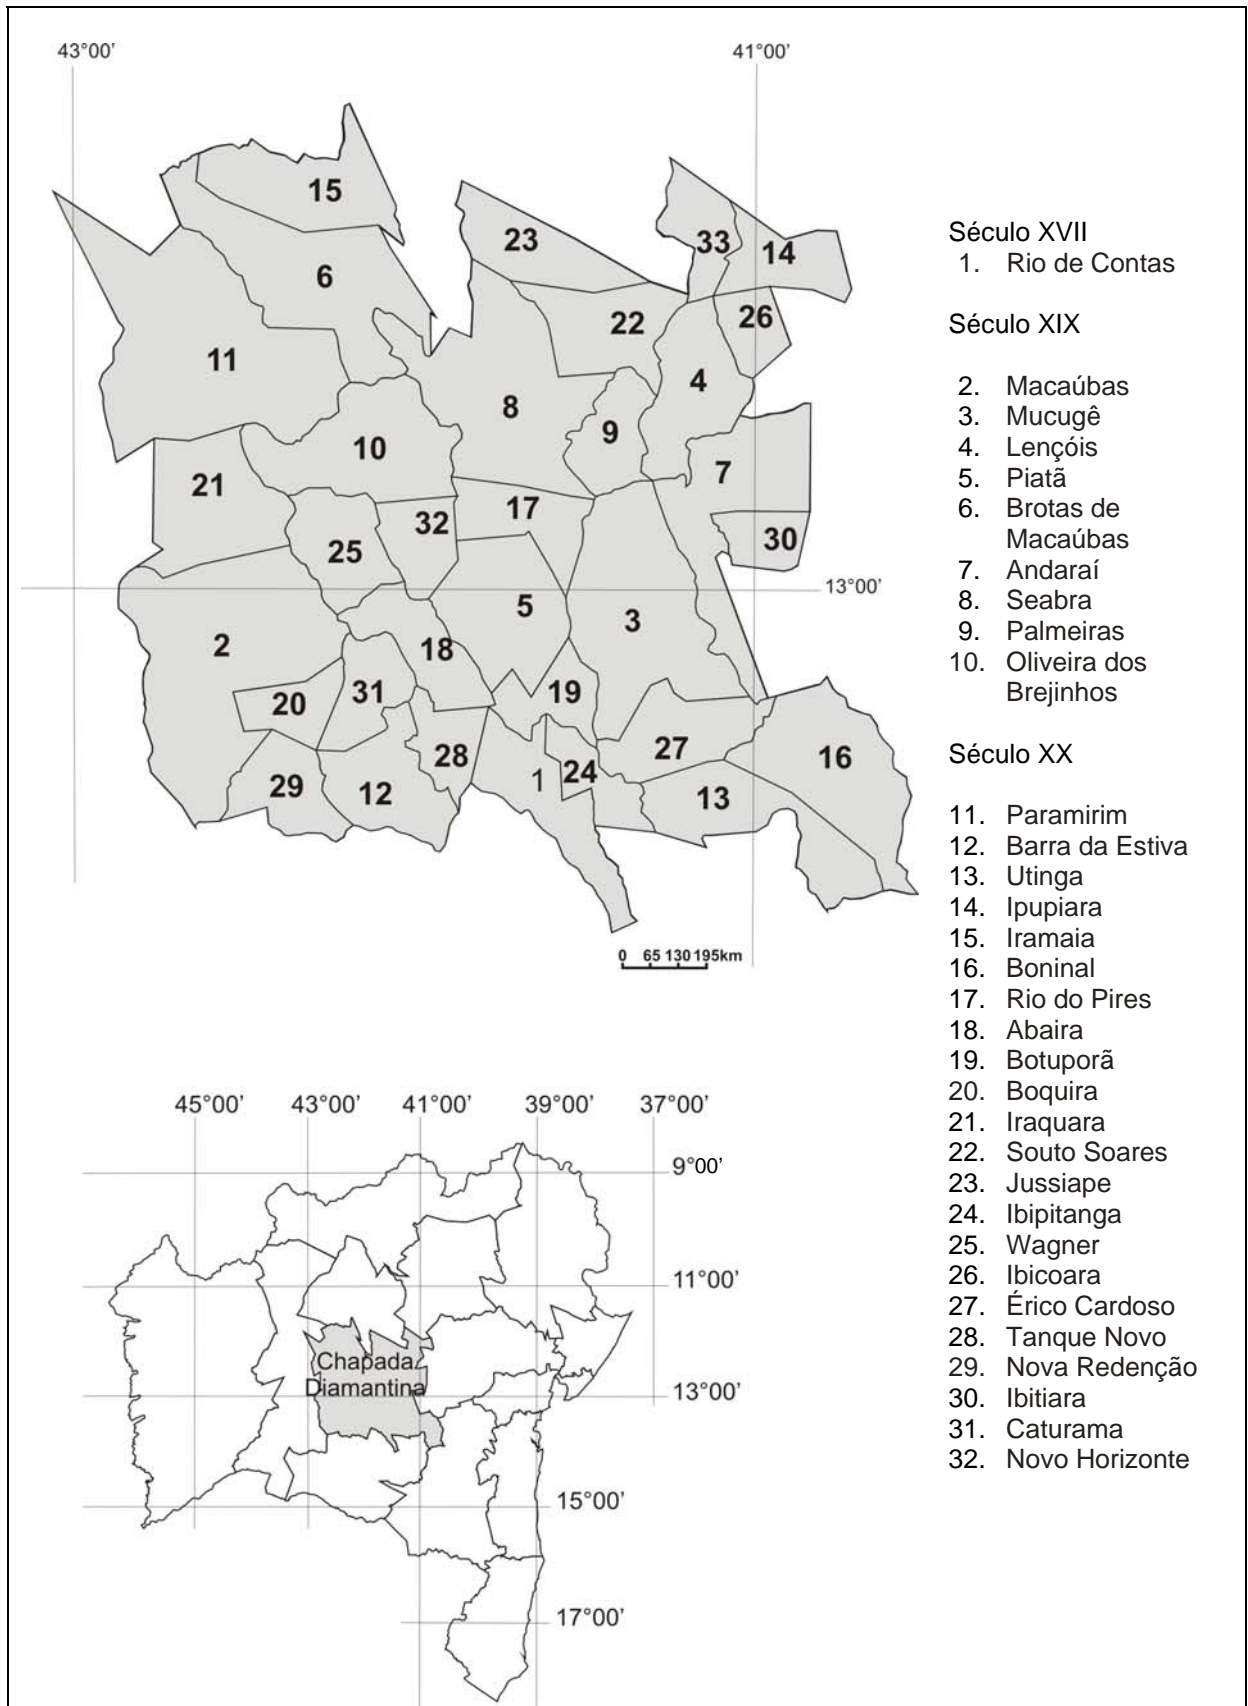 43°00'
41°00'
15
23
33
14
6
26
22
11
4
8
9
10
7
21
17
32
30
25
13°00'
5
3
2
18
31
19
20
27
16
28
1
24
29
12
13
0 65 130 195km
Século XVII
1. Rio de Contas
Século XIX
2. Macaúbas
3. Mucugê
4. Lençóis
5. Piatã
6. Brotas de
Macaúbas
7. Andaraí
8. Seabra
9. Palmeiras
10. Oliveira dos
Brejinhos
Século XX
11. Paramirim
12. Barra da Estiva
13. Utinga
14. Ipupiara
15. Iramaia
16. Boninal
17. Rio do Pires
18. Abaira
19. Botuporã
20. Boquira
21. Iraquara
22. Souto Soares
23. Jussiape
24. Ibipitanga
25. Wagner
26. Ibicoara
27. Érico Cardoso
28. Tanque Novo
29. Nova Redenção
30. Ibitiara
31. Caturama
32. Novo Horizonte
45°00' 43°00' 41°00' 39°00' 37°00'
9°00'
11°00'
Chapada
Diamantina
13°00'
15°00'
17°00'